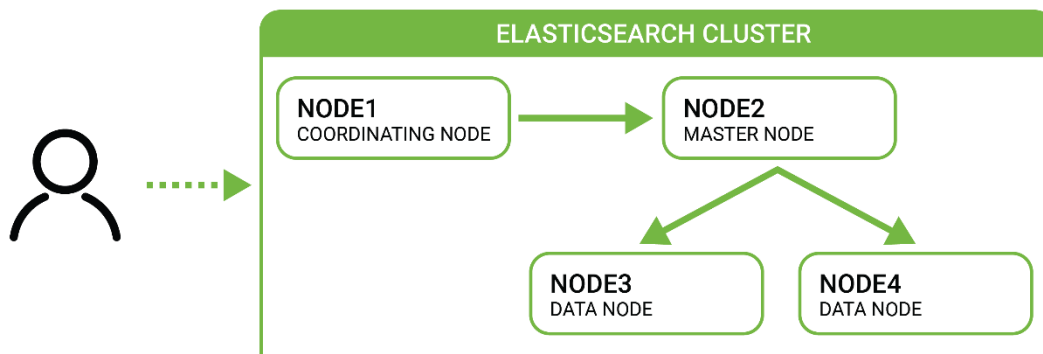 ELASTICSEARCH CLUSTER
NODE1
COORDINATING NODE
NODE2
MASTER NODE
NODE3
DATA NODE
NODE4
DATA NODE